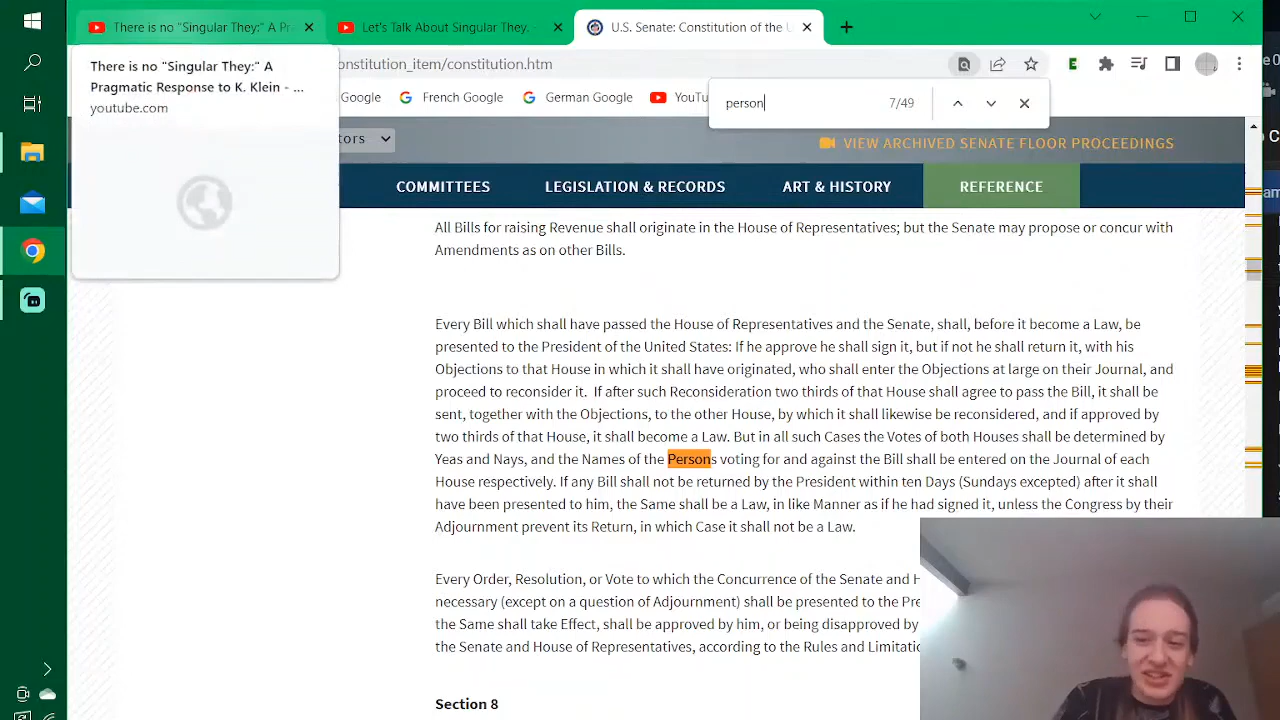 There is no "Singular They:" A Pr
Let's Talk About Singular They.
U.S. Senate: Constitution of the U
There is no "Singular They:" A
Pragmatic Response to K. Klein - ...
youtube.com
onstitution_item/constitution.htm
Google
French Google
German Google
YouTu
person
7/49
tors
VIEW ARCHIVED SENATE FLOOR PROCEEDINGS
COMMITTEES
LEGISLATION & RECORDS
ART & HISTORY
REFERENCE
All Bills for raising Revenue shall originate in the House of Representatives; but the Senate may propose or concur with
Amendments as on other Bills.
Every Bill which shall have passed the House of Representatives and the Senate, shall, before it become a Law, be
presented to the President of the United States: If he approve he shall sign it, but if not he shall return it, with his
Objections to that House in which it shall have originated, who shall enter the Objections at large on their Journal, and
proceed to reconsider it. If after such Reconsideration two thirds of that House shall agree to pass the Bill, it shall be
sent, together with the Objections, to the other House, by which it shall likewise be reconsidered, and if approved by
two thirds of that House, it shall become a Law. But in all such Cases the Votes of both Houses shall be determined by
Yeas and Nays, and the Names of the Persons voting for and against the Bill shall be entered on the Journal of each
House respectively. If any Bill shall not be returned by the President within ten Days (Sundays excepted) after it shall
have been presented to him, the Same shall be a Law, in like Manner as if he had signed it, unless the Congress by their
Adjournment prevent its Return, in which Case it shall not be a Law.
Every Order, Resolution, or Vote to which the Concurrence of the Senate and H
necessary (except on a question of Adjournment) shall be presented to the Pre
the Same shall take Effect, shall be approved by him, or being disapproved by
the Senate and House of Representatives, according to the Rules and Limitatio
Section 8